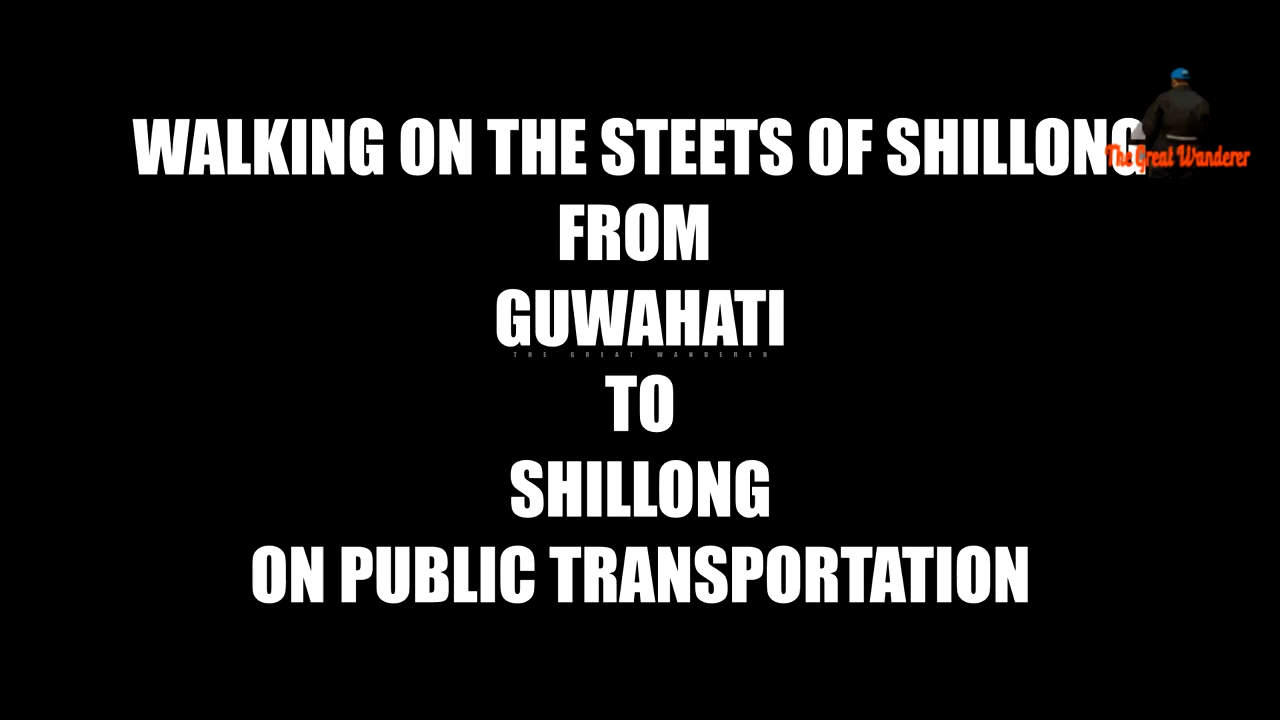 WALKING ON THE STEETS OF SHILLONG
The Great Wanderer
FROM
GUWAHATI
THE GREAT WANDERER
TO
SHILLONG
ON PUBLIC TRANSPORTATION